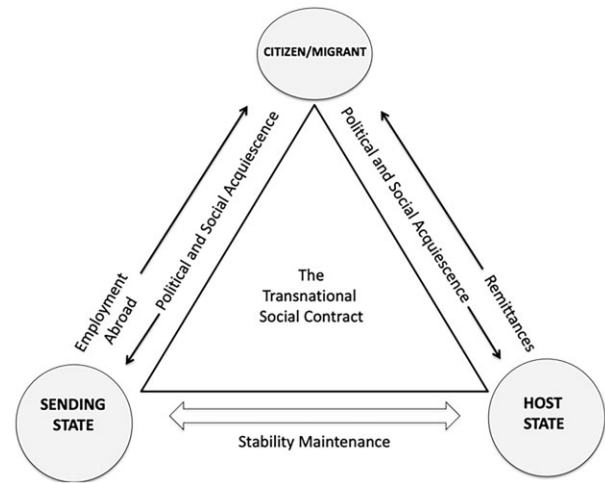 CITIZEN/MIGRANT
Employment
Abroad
Political and Social Acquiescence
Political and Social Acquiescence
Remittances
The
Transnational
Social Contract
SENDING
STATE
HOST
STATE
Stability Maintenance